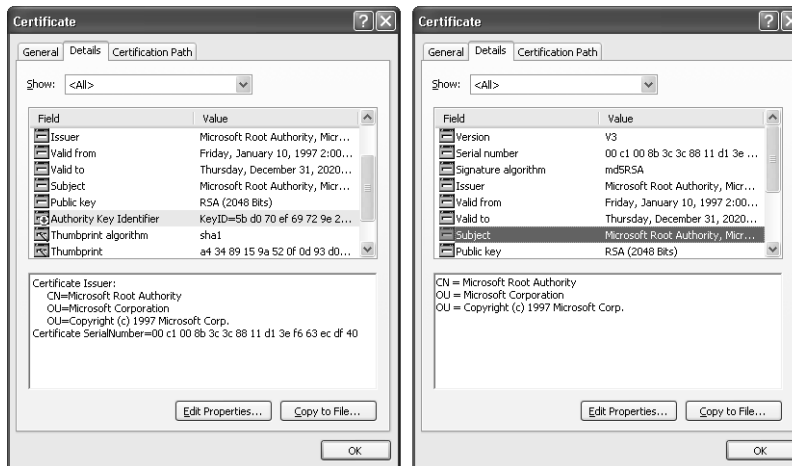 Certificate
General Details Certification Path
Show: <All>
Field Value
Issuer Microsoft Root Authority, Micr...
Valid from Friday, January 10, 1997 2:00...
Valid to Thursday, December 31, 2020...
Subject Microsoft Root Authority, Micr...
Public key RSA (2048 Bits)
Authority Key Identifier KeyID=5b d0 70 ef 69 72 9e 2...
Thumbprint algorithm sha1
Thumbprint a4 34 89 15 9a 52 0f 0d 93 d0...
Certificate Issuer:
CN=Microsoft Root Authority
OU=Microsoft Corporation
OU=Copyright (c) 1997 Microsoft Corp.
Certificate SerialNumber=00 c1 00 8b 3c 3c 88 11 d1 3e f6 63 ec df 40
Edit Properties... Copy to File...
OK
Certificate
General Details Certification Path
Show: <All>
Field Value
Version V3
Serial number 00 c1 00 8b 3c 3c 88 11 d1 3e ...
Signature algorithm md5RSA
Issuer Microsoft Root Authority, Micr...
Valid from Friday, January 10, 1997 2:00...
Valid to Thursday, December 31, 2020...
Subject Microsoft Root Authority, Micr...
Public key RSA (2048 Bits)
CN = Microsoft Root Authority
OU = Microsoft Corporation
OU = Copyright (c) 1997 Microsoft Corp.
Edit Properties... Copy to File...
OK